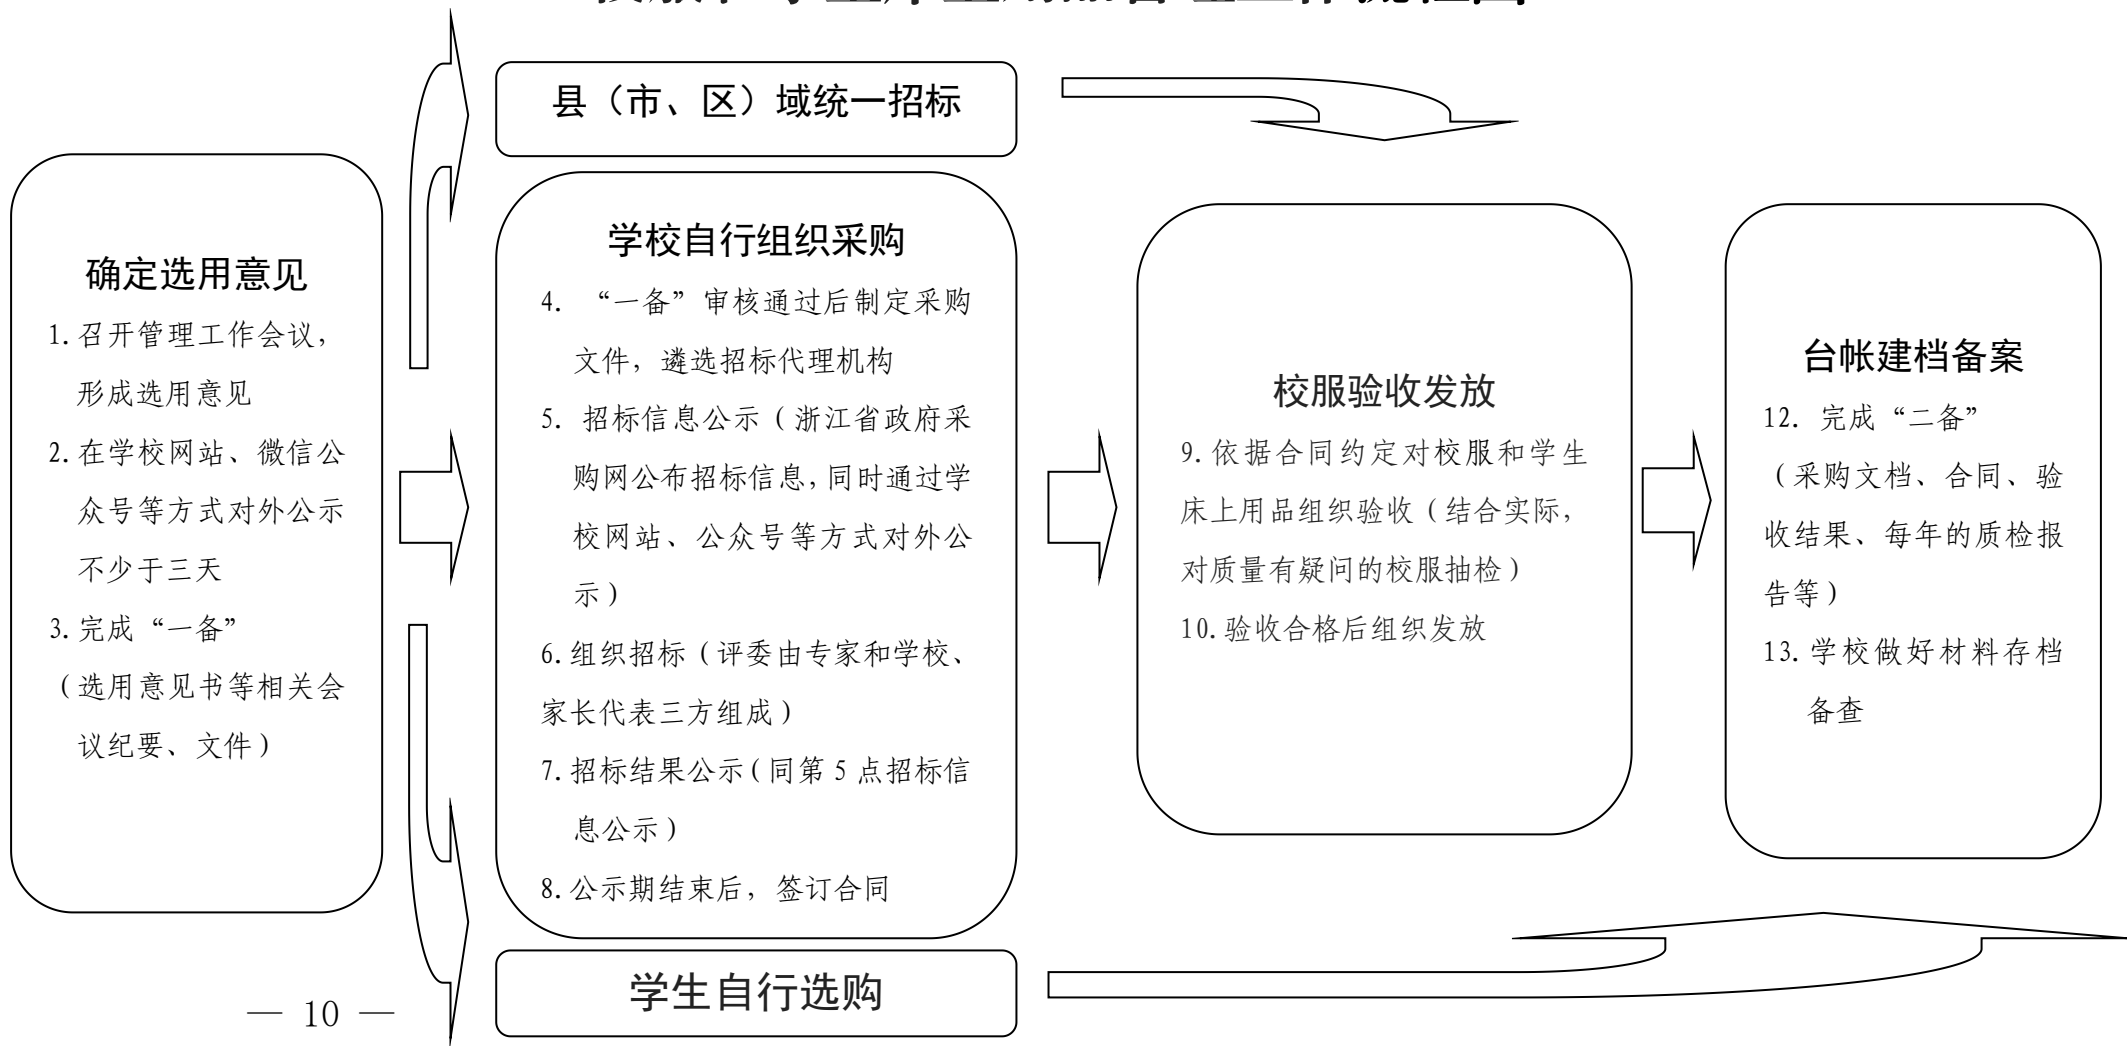 县（市、区）域统一招标
确定选用意见
1.召开管理工作会议，
形成选用意见
2.在学校网站、微信公
众号等方式对外公示
不少于三天
3.完成“一备”
（选用意见书等相关会
议纪要、文件）
学校自行组织采购
4. “一备”审核通过后制定采购
文件，遴选招标代理机构
5. 招标信息公示（浙江省政府采
购网公布招标信息，同时通过学
校网站、公众号等方式对外公
示）
6.组织招标（评委由专家和学校、
家长代表三方组成）
7.招标结果公示（同第5点招标信
息公示）
8.公示期结束后，签订合同
学生自行选购
校服验收发放
9.依据合同约定对校服和学生
床上用品组织验收（结合实际，
对质量有疑问的校服抽检）
10.验收合格后组织发放
台帐建档备案
12. 完成“二备”
（采购文档、合同、验
收结果、每年的质检报
告等）
13.学校做好材料存档
备查
— 10 —